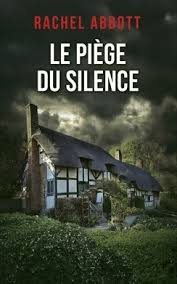 RACHEL ABBOTT
LE PIÈGE
DU SILENCE